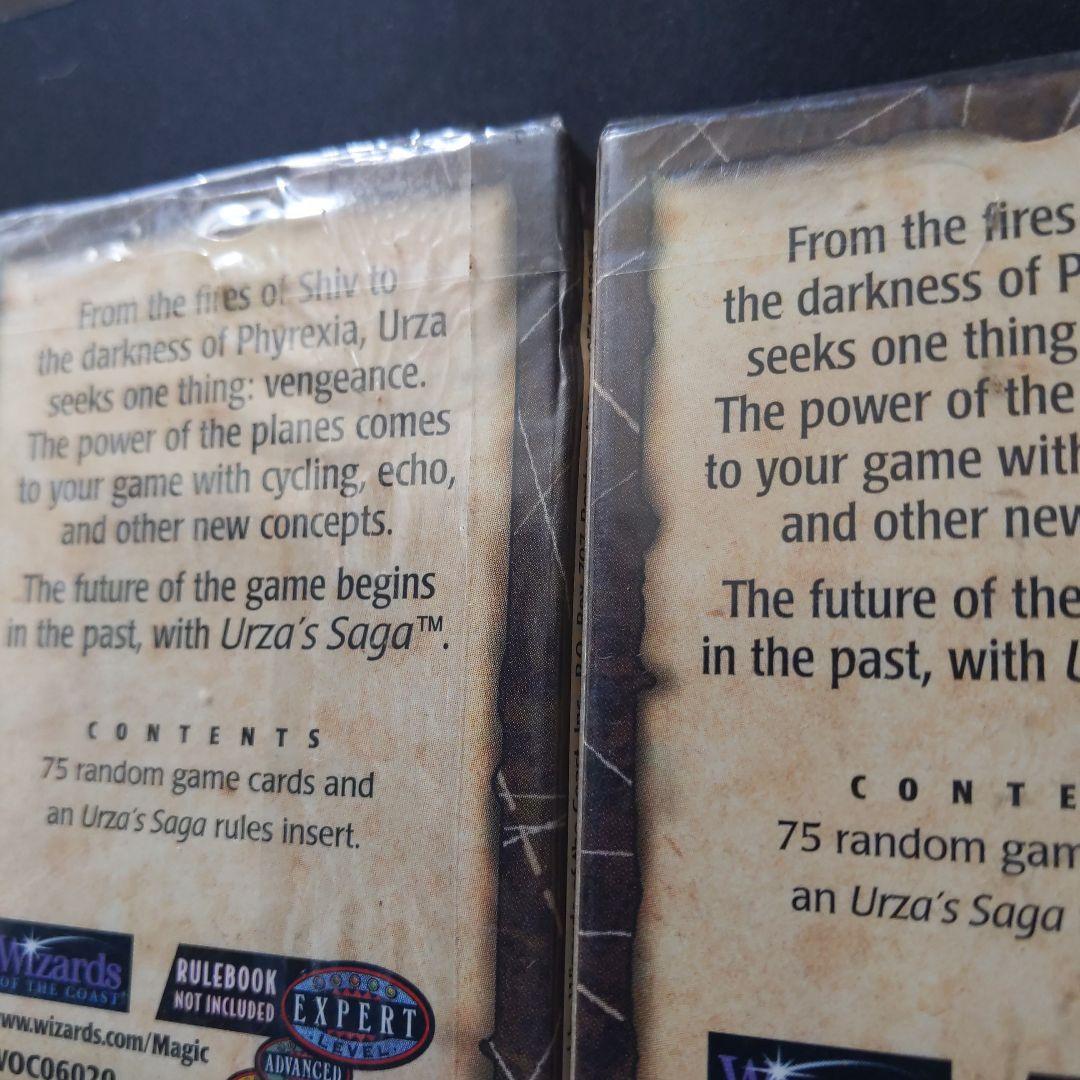 From the fires of Shiv to
the darkness of Phyrexia, Urza
seeks one thing: vengeance.
The power of the planes comes
to your game with cycling, echo,
and other new concepts.
The future of the game begins
in the past, with Urza's Saga™.
CONTENTS
75 random game cards and
an Urza's Saga rules insert.
Wizards
OF THE COAST
RULEBOOK
NOT INCLUDED
EXPERT
LEVEL
ADVANCED
www.wizards.com/Magic
WOC06020
From the fires
the darkness of P
seeks one thing
The power of the
to your game with
and other new
The future of the
in the past, with U
CONTE
75 random gam
an Urza's Saga